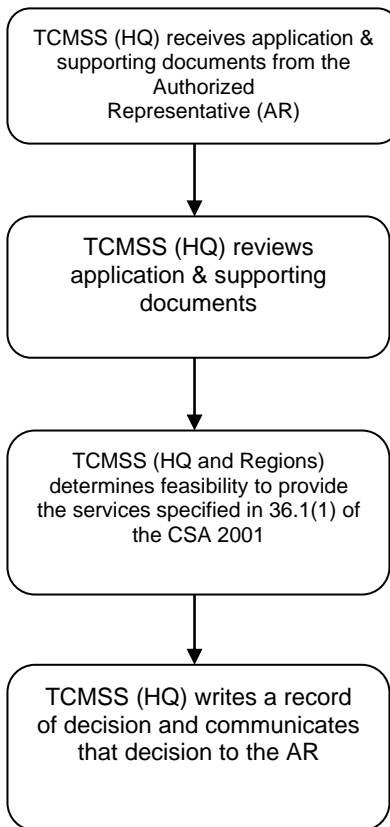 TCMSS (HQ) receives application &
supporting documents from the
Authorized
Representative (AR)
TCMSS (HQ) reviews
application & supporting
documents
TCMSS (HQ and Regions)
determines feasibility to provide
the services specified in 36.1(1) of
the CSA 2001
TCMSS (HQ) writes a record
of decision and communicates
that decision to the AR